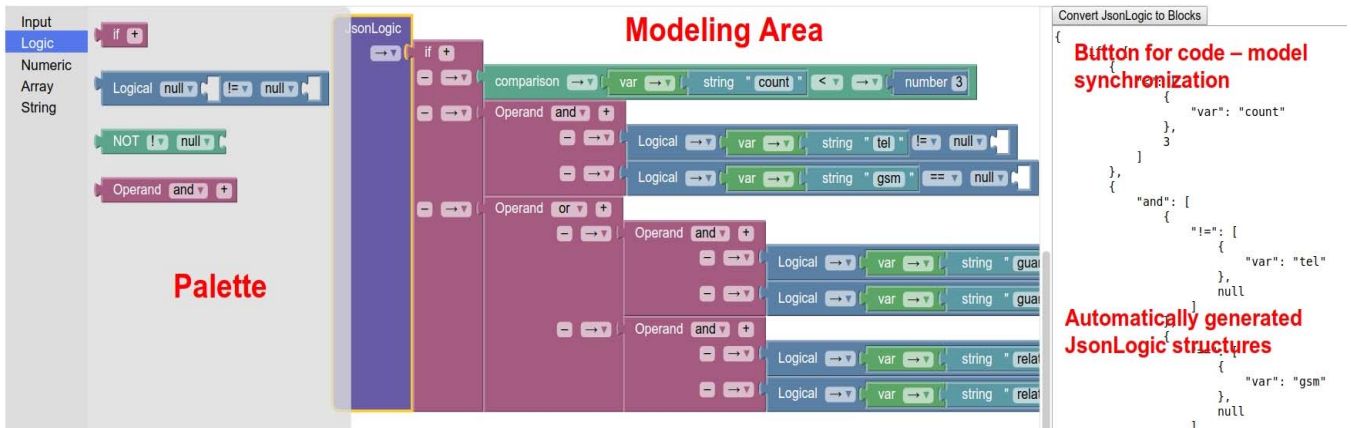 Input
Logic
Numeric
Array
String
if +
Logical null != null
NOT ! null
Operand and +
Palette
JsonLogic
→
Modeling Area
if +
− → comparison → var → string " count " < → number 3
− → Operand and +
− → Logical → var → string " tel " != null
− → Logical → var → string " gsm " == null
− → Operand or +
− → Operand and +
− → Logical → var → string " guar
− → Logical → var → string " guar
− → Operand and +
− → Logical → var → string " relat
− → Logical → var → string " relat
Convert JsonLogic to Blocks
Button for code – model
synchronization
{
{
{
"var": "count"
},
3
]
},
{
"and": [
{
"!=": [
{
"var": "tel"
},
null
]
Automatically generated
JsonLogic structures
{
{
"var": "gsm"
},
null
]